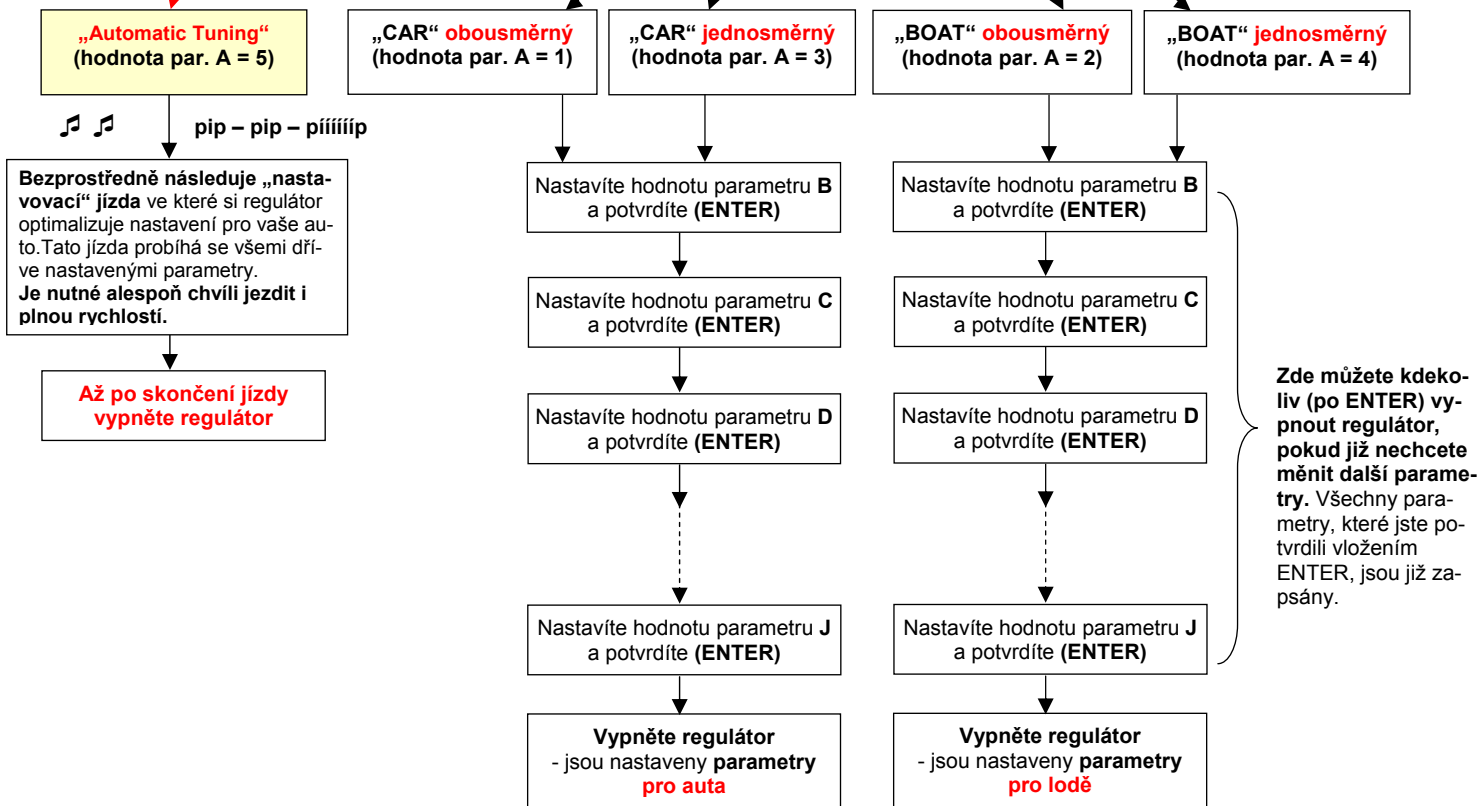 „Automatic Tuning“
(hodnota par. A = 5)
„CAR“ obousměrný
(hodnota par. A = 1)
„CAR“ jednosměrný
(hodnota par. A = 3)
„BOAT“ obousměrný
(hodnota par. A = 2)
„BOAT“ jednosměrný
(hodnota par. A = 4)
pip – pip – pííííííp
Bezprostředně následuje „nasta-
vovací“ jízda ve které si regulátor
optimalizuje nastavení pro vaše au-
to.Tato jízda probíhá se všemi dří-
ve nastavenými parametry.
Je nutné alespoň chvíli jezdit i
plnou rychlostí.
Až po skončení jízdy
vypněte regulátor
Nastavíte hodnotu parametru B
a potvrdíte (ENTER)
Nastavíte hodnotu parametru C
a potvrdíte (ENTER)
Nastavíte hodnotu parametru D
a potvrdíte (ENTER)
Nastavíte hodnotu parametru J
a potvrdíte (ENTER)
Vypněte regulátor
- jsou nastaveny parametry
pro auta
Nastavíte hodnotu parametru B
a potvrdíte (ENTER)
Nastavíte hodnotu parametru C
a potvrdíte (ENTER)
Nastavíte hodnotu parametru D
a potvrdíte (ENTER)
Nastavíte hodnotu parametru J
a potvrdíte (ENTER)
Vypněte regulátor
- jsou nastaveny parametry
pro lodě
Zde můžete kdeko-
liv (po ENTER) vy-
pnout regulátor,
pokud již nechcete
měnit další parame-
try. Všechny para-
metry, které jste po-
tvrdili vložením
ENTER, jsou již za-
psány.